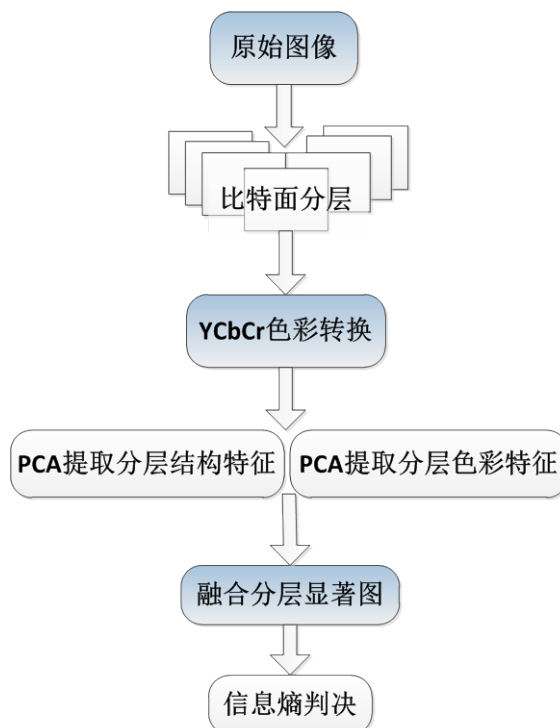 原始图像
比特面分层
YCbCr色彩转换
PCA提取分层结构特征
PCA提取分层色彩特征
融合分层显著图
信息熵判决